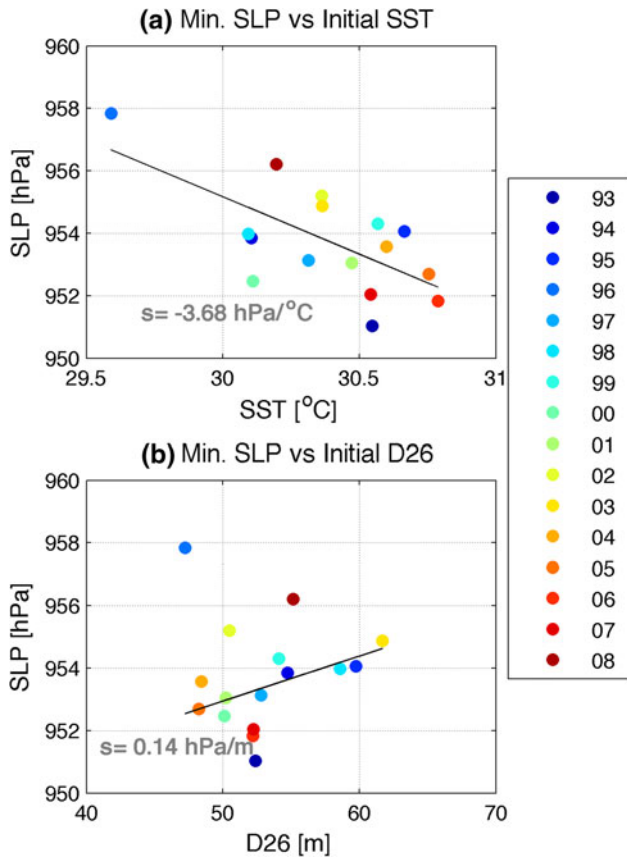 (a) Min. SLP vs Initial SST
960
958
956
954
952
950
SLP [hPa]
s= -3.68 hPa/°C
29.5 30 30.5 31
SST [°C]
(b) Min. SLP vs Initial D26
960
958
956
954
952
950
SLP [hPa]
s= 0.14 hPa/m
40 50 60 70
D26 [m]
93
94
95
96
97
98
99
00
01
02
03
04
05
06
07
08